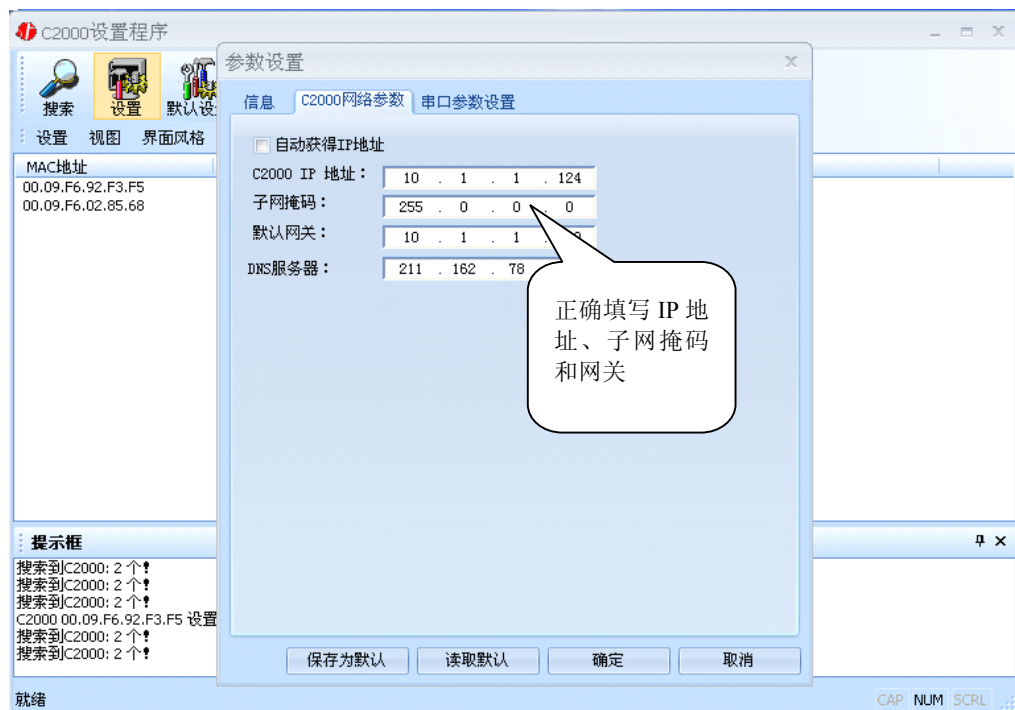 C2000设置程序
搜索
设置
默认设
设置 视图 界面风格
MAC地址
00.09.F6.92.F3.F5
00.09.F6.02.85.68
参数设置
信息 C2000网络参数 串口参数设置
自动获得IP地址
C2000 IP 地址： 10 . 1 . 1 . 124
子网掩码： 255 . 0 . 0 . 0
默认网关： 10 . 1 . 1 .
DNS服务器： 211 . 162 . 78
正确填写 IP 地
址、子网掩码
和网关
提示框
搜索到C2000: 2 个!
搜索到C2000: 2 个!
搜索到C2000: 2 个!
C2000 00.09.F6.92.F3.F5 设置
搜索到C2000: 2 个!
搜索到C2000: 2 个!
保存为默认 读取默认 确定 取消
就绪
CAP NUM SCRL